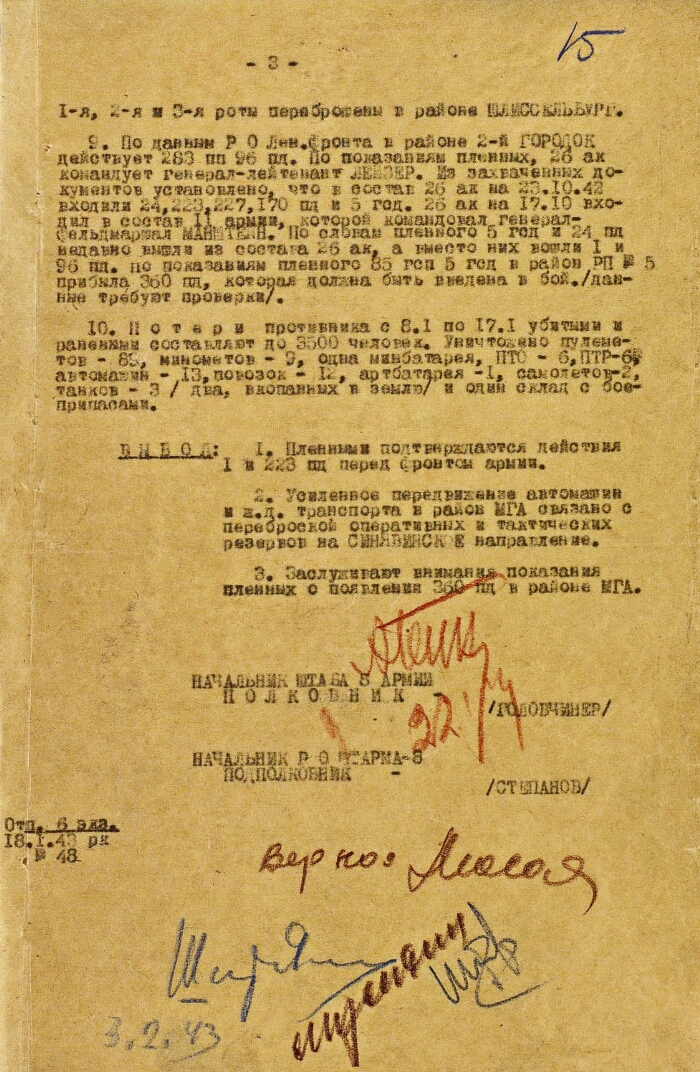 15
- 3 -
1-я, 2-я и 3-я роты переброшены в районе ШЛИССЕЛЬБУРГ.
9. По данным Р О Лен.фронта в районе 2-й ГОРОДОК
действует 283 пп 96 пд. По показаниям пленных, 26 ак
командует генерал-лейтенант ЛЕЙЗЕР. Из захваченных до-
кументов установлено, что в состав 26 ак на 23.10.42
входили 24,223,227,170 пд и 5 гсд. 26 ак на 17.10 вхо-
дил в состав 11 армии, которой командовал генерал-
фельдмаршал МАНШТЕЙН. По словам пленного 5 гсд и 24 пд
недавно вышли из состава 26 ак, а вместо них вошли 1 и
96 пд. По показаниям пленного 85 гсп 5 гсд в район РП № 5
прибыла 360 пд, которая должна быть введена в бой./дан-
ные требуют проверки/.
10. П о т е р и противника с 8.1 по 17.1 убитыми и
ранеными составляют до 3500 человек. Уничтожено пулеме-
тов - 83, минометов - 9, одва минбатарея, ПТО - 6,ПТР-6,
автомашин - 13,повозок - 12, артбатарея -1, самолетов-2,
танков - 3 / два, вкопанных в землю/ и один склад с бое-
припасами.
В Ы В О Д: 1. Пленными подтверждаются действия
1 и 223 пд перед фронтом армии.
2. Усиленное передвижение автомашин
и ж.д. транспорта в район МГА связано с
переброской оперативных и тактических
резервов на СИНЯВИНСКОЕ направление.
3. Заслуживают внимания показания
пленных о появлении 360 пд в районе МГА.
НАЧАЛЬНИК ШТАБА 8 АРМИИ
П О Л К О В Н И К -
/ГОЛОВЧИНЕР/
НАЧАЛЬНИК Р О ШТАРМА-8
ПОДПОЛКОВНИК -
/СТЕПАНОВ/
Отп. 6 экз.
18.1.43 рк
№ 48
верно:
3.2.43